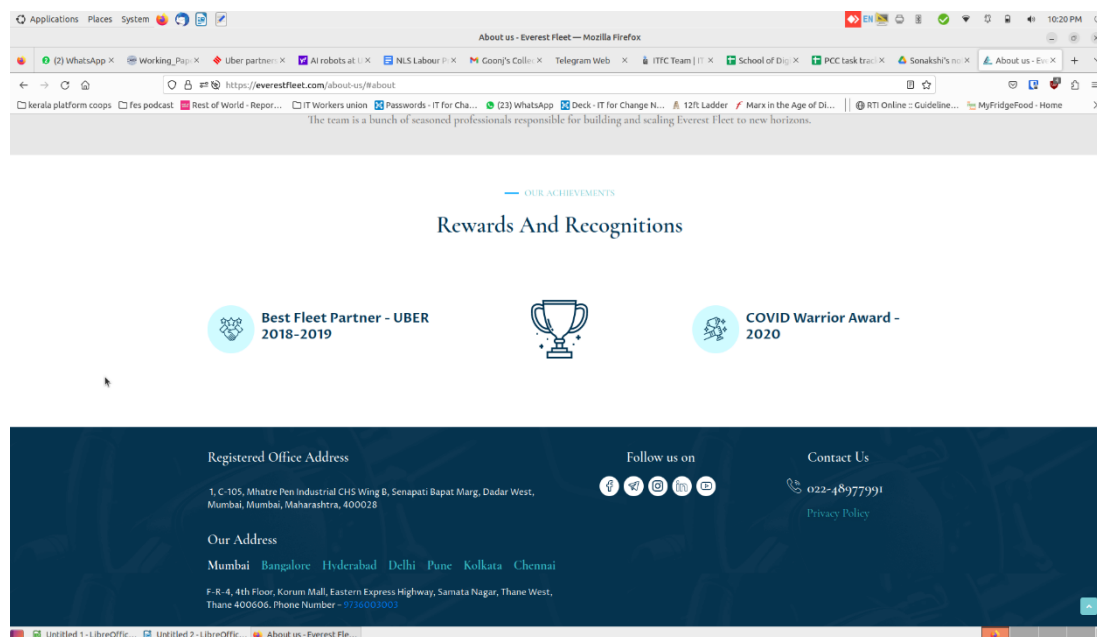 Applications Places System EN 10:20 PM
About us - Everest Fleet — Mozilla Firefox
(2) WhatsApp Working_Pap Uber partners AI robots at U NLS Labour P Goonj's Collec Telegram Web ITFC Team | IT School of Dig PCC task track Sonakshi's no About us - Eve
https://everestfleet.com/about-us/#about
kerala platform coops fes podcast Rest of World - Repor... IT Workers union Passwords - IT for Cha... (23) WhatsApp Deck - IT for Change N... 12ft Ladder Marx in the Age of Di... RTI Online :: Guideline... MyFridgeFood - Home
The team is a bunch of seasoned professionals responsible for building and scaling Everest Fleet to new horizons.
OUR ACHIEVEMENTS
Rewards And Recognitions
Best Fleet Partner - UBER
2018-2019
COVID Warrior Award -
2020
Registered Office Address
1, C-105, Mhatre Pen Industrial CHS Wing B, Senapati Bapat Marg, Dadar West,
Mumbai, Mumbai, Maharashtra, 400028
Our Address
Mumbai Bangalore Hyderabad Delhi Pune Kolkata Chennai
F-R-4, 4th Floor, Korum Mall, Eastern Express Highway, Samata Nagar, Thane West,
Thane 400606. Phone Number - 9736003003
Follow us on
Contact Us
022-48977991
Privacy Policy
Untitled 1 - LibreOffic... Untitled 2 - LibreOffic... About us - Everest Fle...